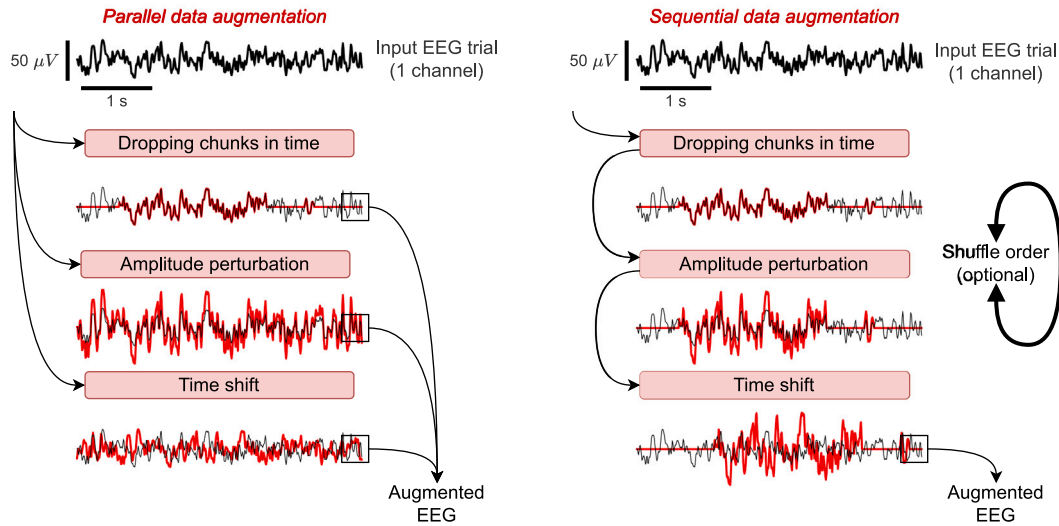 Parallel data augmentation
50 μV
Input EEG trial
(1 channel)
1 s
Dropping chunks in time
Amplitude perturbation
Time shift
Augmented
EEG
Sequential data augmentation
50 μV
Input EEG trial
(1 channel)
1 s
Dropping chunks in time
Amplitude perturbation
Shuffle order
(optional)
Time shift
Augmented
EEG